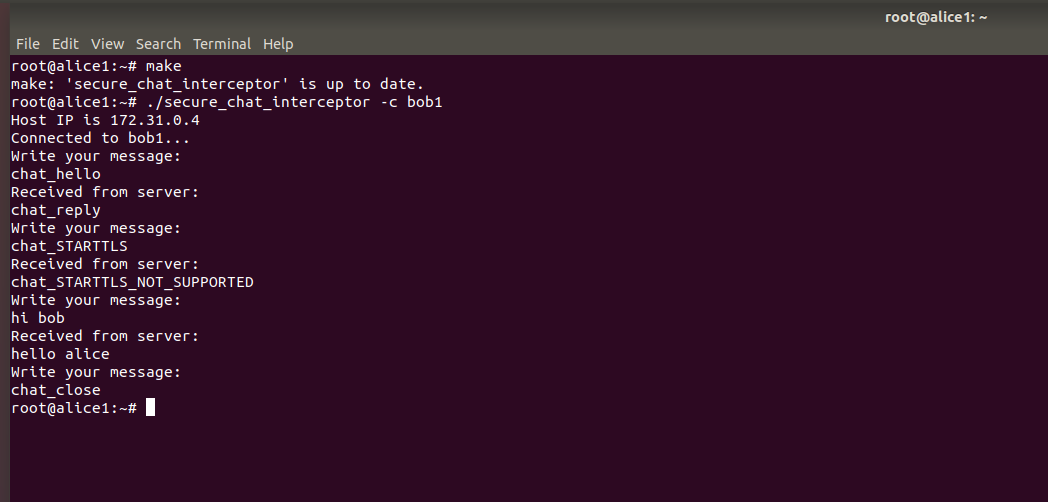 root@alice1: ~
File Edit View Search Terminal Help
root@alice1:~# make
make: 'secure_chat_interceptor' is up to date.
root@alice1:~# ./secure_chat_interceptor -c bob1
Host IP is 172.31.0.4
Connected to bob1...
Write your message:
chat_hello
Received from server:
chat_reply
Write your message:
chat_STARTTLS
Received from server:
chat_STARTTLS_NOT_SUPPORTED
Write your message:
hi bob
Received from server:
hello alice
Write your message:
chat_close
root@alice1:~#